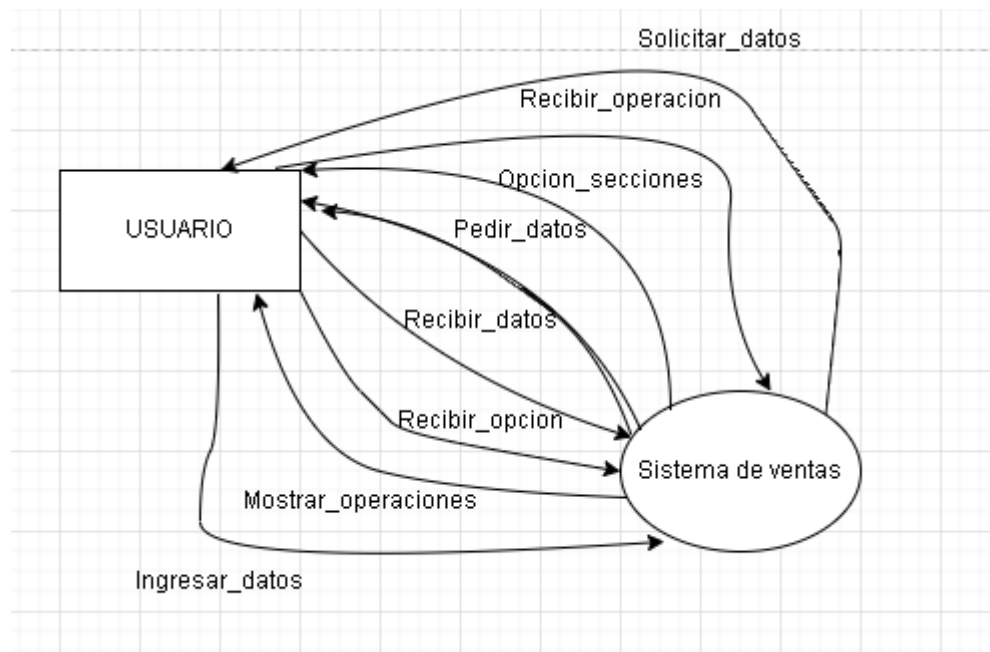 Solicitar_datos
Recibir_operacion
Opcion_secciones
USUARIO
Pedir_datos
Recibir_datos
Recibir_opcion
Sistema de ventas
Mostrar_operaciones
Ingresar_datos